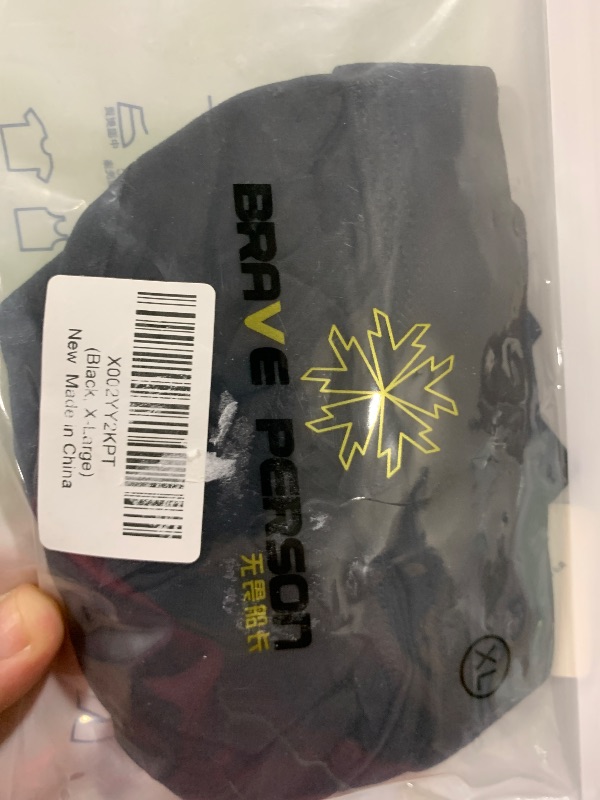 BRAVE PERSON
无畏船长
X002YY2KPT
(Black, X-Large)
New Made in China
XL